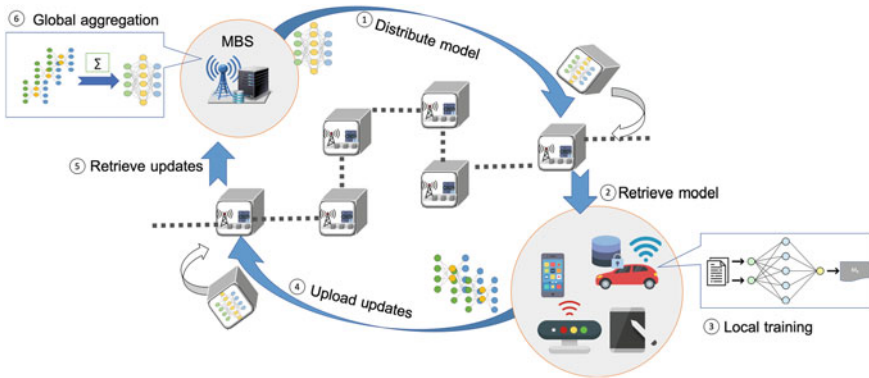 ⑥ Global aggregation
MBS
Σ
① Distribute model
⑤ Retrieve updates
② Retrieve model
④ Upload updates
③ Local training